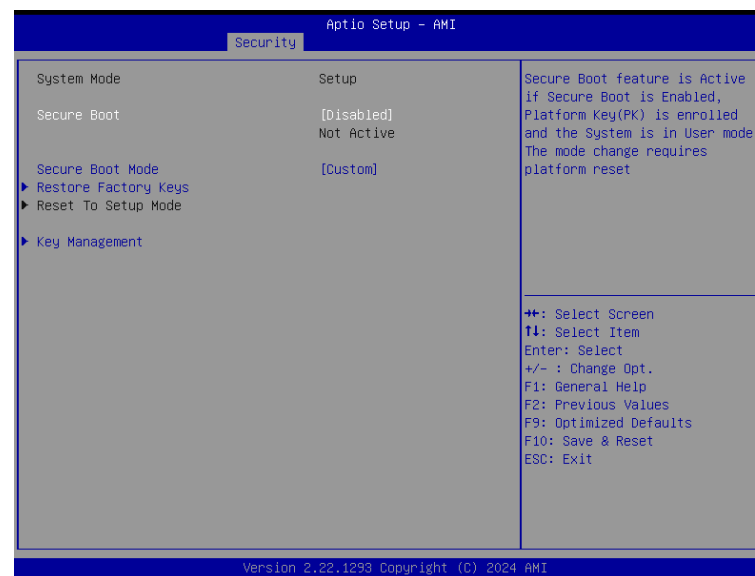 Aptio Setup – AMI
Security
System Mode Setup
Secure Boot [Disabled]
Not Active
Secure Boot Mode [Custom]
Restore Factory Keys
Reset To Setup Mode
Key Management
Secure Boot feature is Active
if Secure Boot is Enabled,
Platform Key(PK) is enrolled
and the System is in User mode
The mode change requires
platform reset
→←: Select Screen
↑↓: Select Item
Enter: Select
+/- : Change Opt.
F1: General Help
F2: Previous Values
F9: Optimized Defaults
F10: Save & Reset
ESC: Exit
Version 2.22.1293 Copyright (C) 2024 AMI